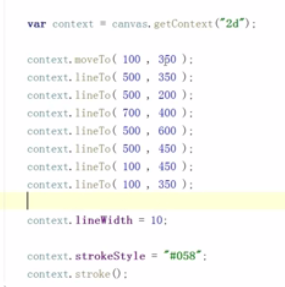 var context = canvas.getContext("2d");
context.moveTo( 100 , 350 );
context.lineTo( 500 , 350 );
context.lineTo( 500 , 200 );
context.lineTo( 700 , 400 );
context.lineTo( 500 , 600 );
context.lineTo( 500 , 450 );
context.lineTo( 100 , 450 );
context.lineTo( 100 , 350 );
context.lineWidth = 10;
context.strokeStyle = "#058";
context.stroke();